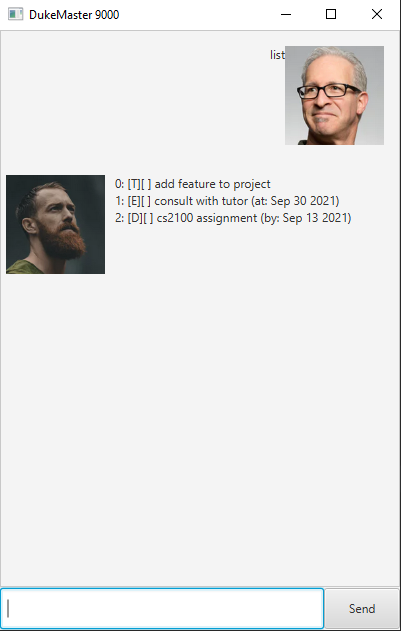 DukeMaster 9000
list
0: [T][ ] add feature to project
1: [E][ ] consult with tutor (at: Sep 30 2021)
2: [D][ ] cs2100 assignment (by: Sep 13 2021)
Send